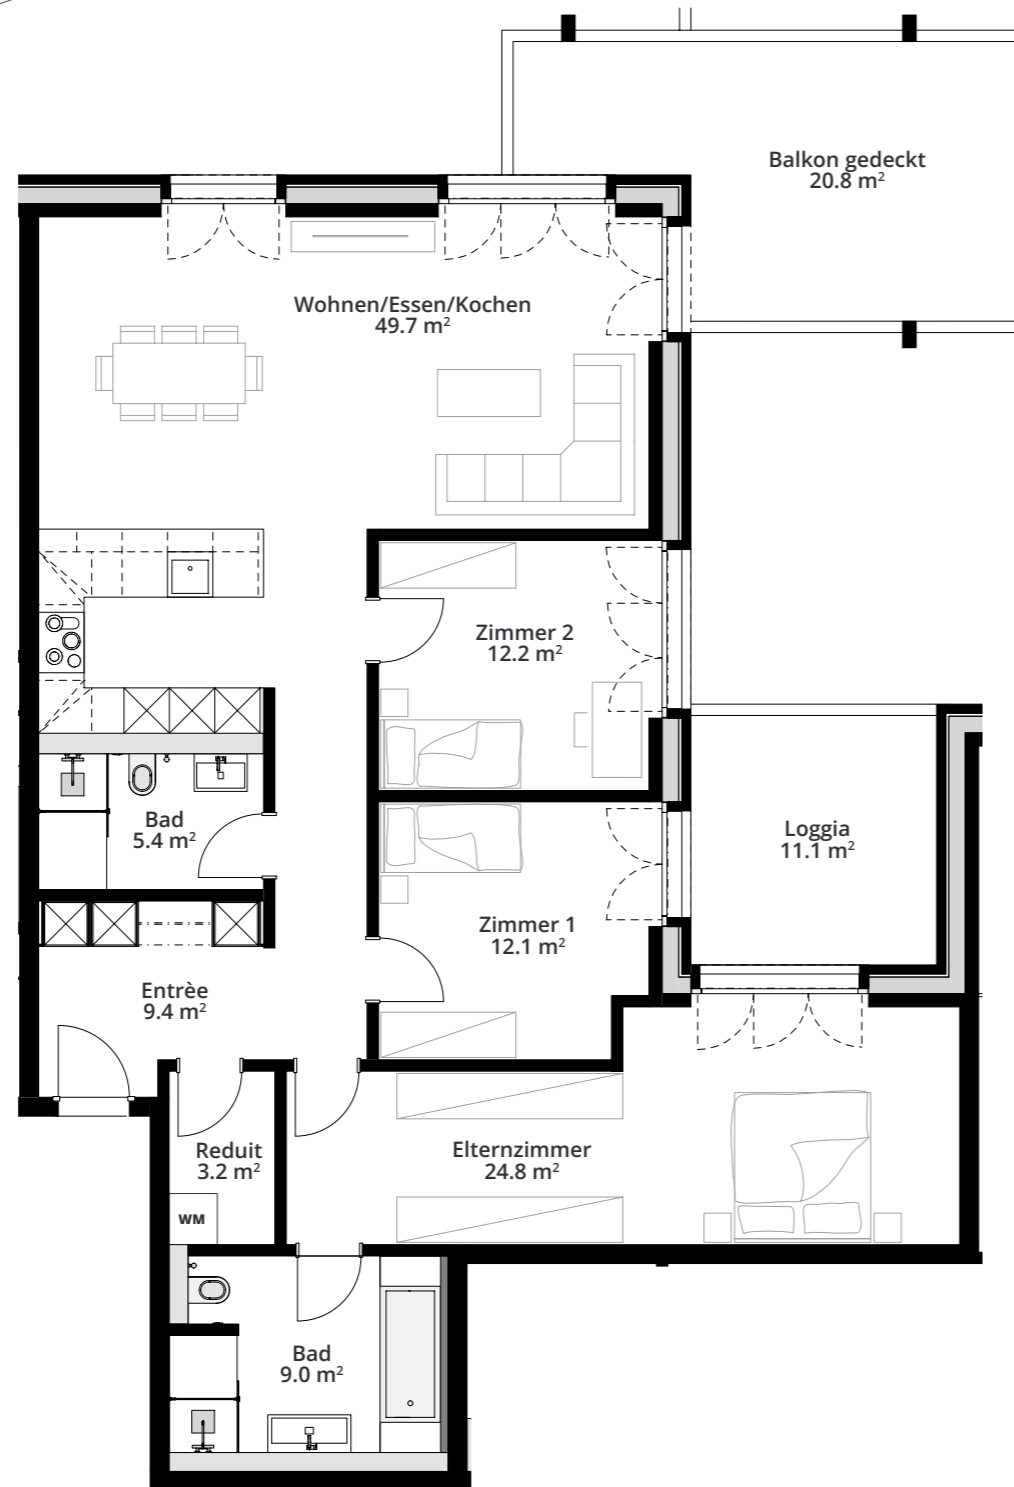 Balkon gedeckt
20.8 m²
Wohnen/Essen/Kochen
49.7 m²
Zimmer 2
12.2 m²
Bad
5.4 m²
Loggia
11.1 m²
Zimmer 1
12.1 m²
Entrèe
9.4 m²
Reduit
3.2 m²
Elternzimmer
24.8 m²
WM
Bad
9.0 m²